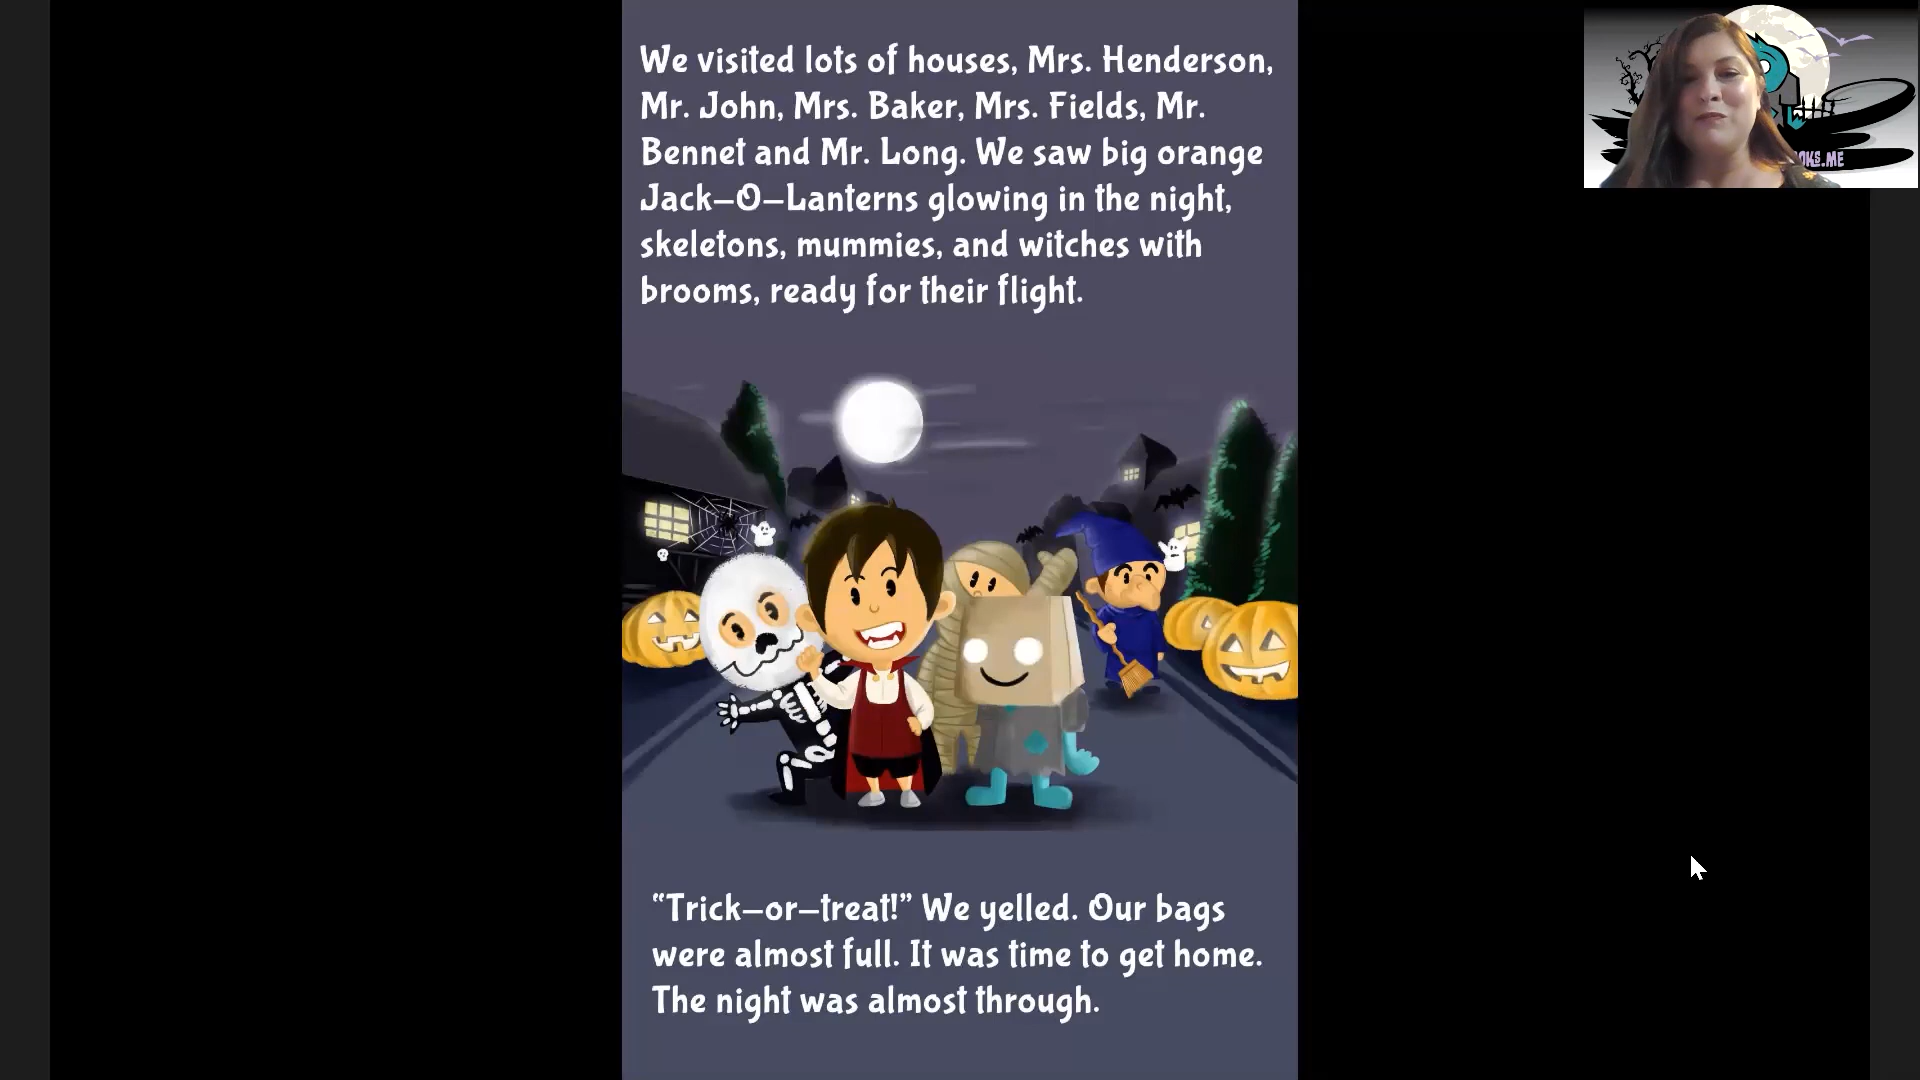 We visited lots of houses, Mrs. Henderson,
Mr. John, Mrs. Baker, Mrs. Fields, Mr.
Bennet and Mr. Long. We saw big orange
Jack-O-Lanterns glowing in the night,
skeletons, mummies, and witches with
brooms, ready for their flight.
“Trick-or-treat!” We yelled. Our bags
were almost full. It was time to get home.
The night was almost through.